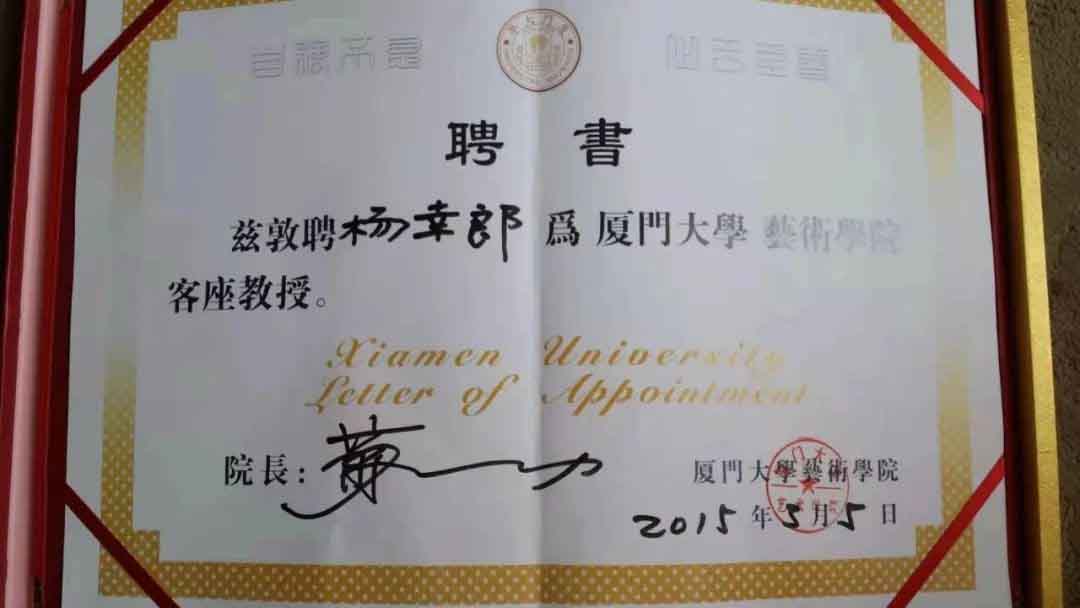 聘書
兹敦聘杨幸郎爲厦門大學藝術學院
客座教授。
Xiamen University
Letter of Appointment
院長:
厦門大學藝術學院
2015年5月5日